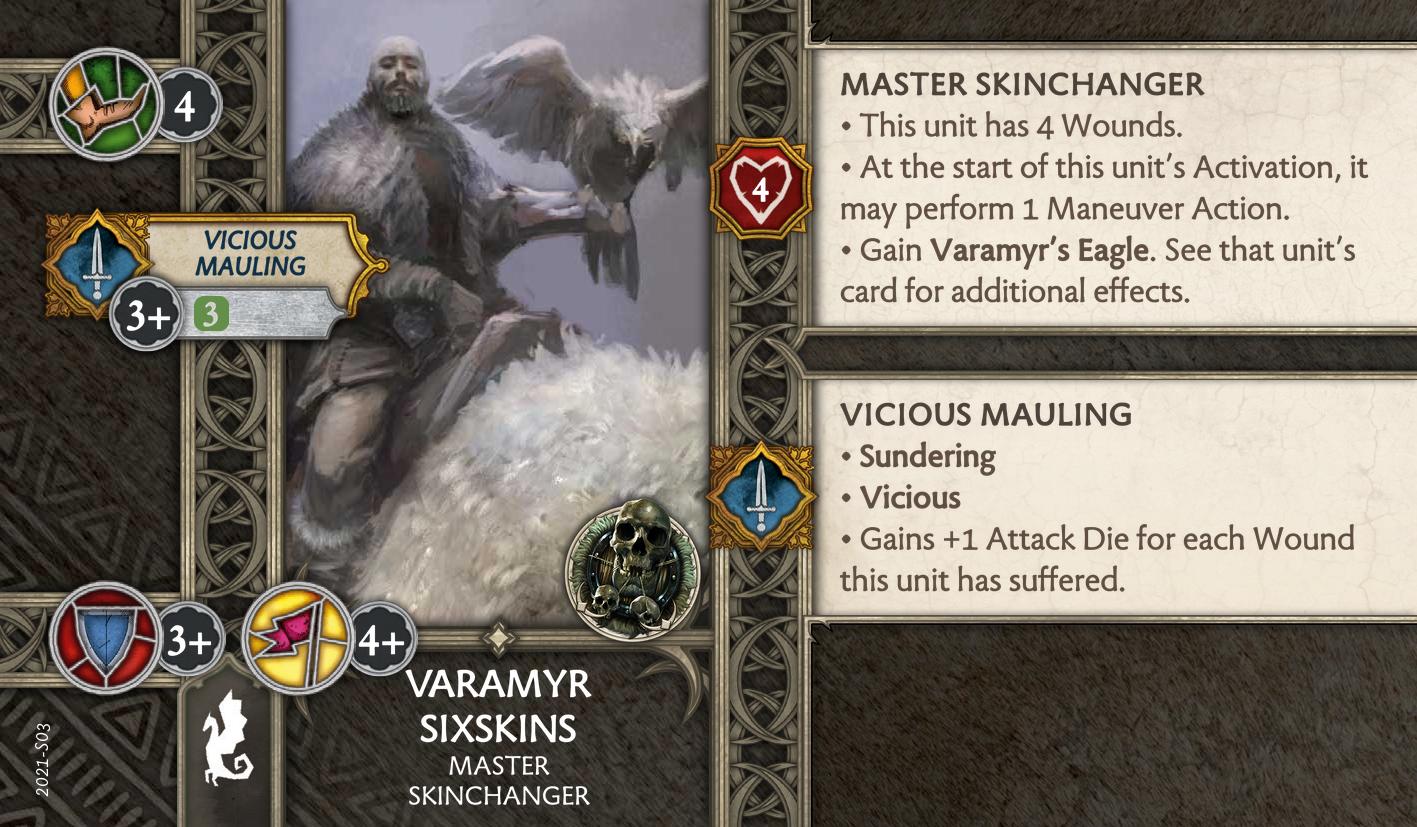 4
VICIOUS
MAULING
3+
3
3+
4+
VARAMYR
SIXSKINS
MASTER
SKINCHANGER
2021-S03
4
MASTER SKINCHANGER
• This unit has 4 Wounds.
• At the start of this unit's Activation, it
may perform 1 Maneuver Action.
• Gain Varamyr's Eagle. See that unit's
card for additional effects.
VICIOUS MAULING
• Sundering
• Vicious
• Gains +1 Attack Die for each Wound
this unit has suffered.